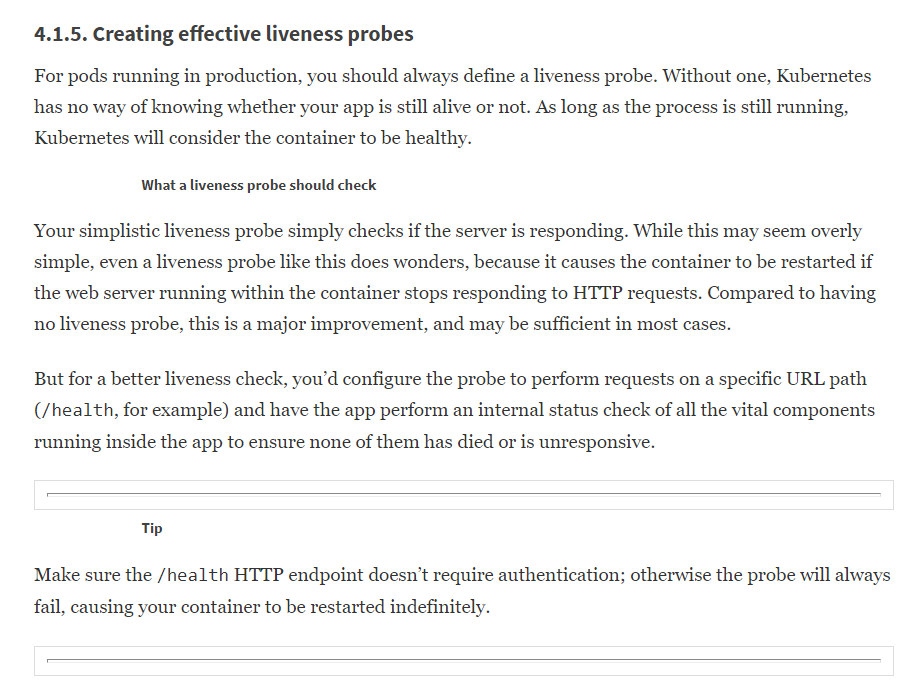 4.1.5. Creating effective liveness probes
For pods running in production, you should always define a liveness probe. Without one, Kubernetes
has no way of knowing whether your app is still alive or not. As long as the process is still running,
Kubernetes will consider the container to be healthy.
What a liveness probe should check
Your simplistic liveness probe simply checks if the server is responding. While this may seem overly
simple, even a liveness probe like this does wonders, because it causes the container to be restarted if
the web server running within the container stops responding to HTTP requests. Compared to having
no liveness probe, this is a major improvement, and may be sufficient in most cases.
But for a better liveness check, you’d configure the probe to perform requests on a specific URL path
(/health, for example) and have the app perform an internal status check of all the vital components
running inside the app to ensure none of them has died or is unresponsive.
Tip
Make sure the /health HTTP endpoint doesn’t require authentication; otherwise the probe will always
fail, causing your container to be restarted indefinitely.